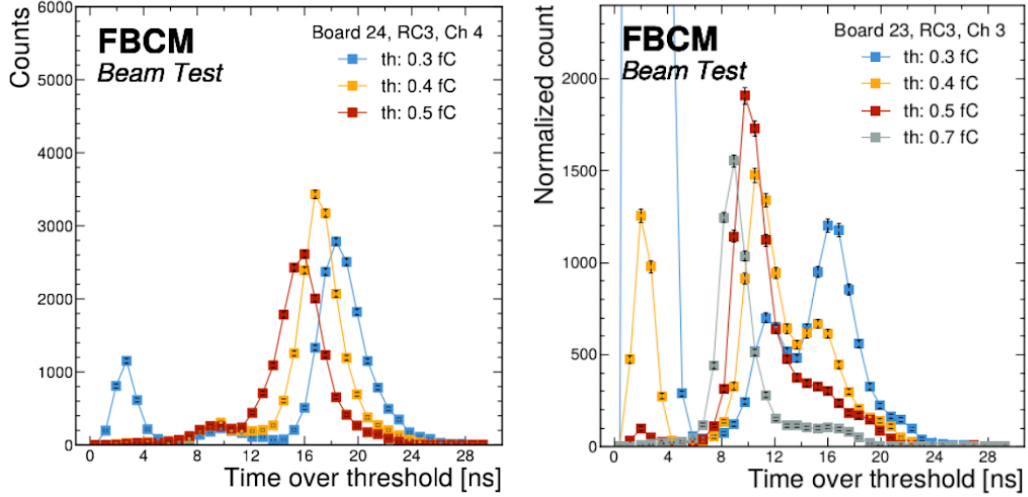 FBCM
Beam Test
Board 24, RC3, Ch 4
th: 0.3 fC
th: 0.4 fC
th: 0.5 fC
Counts
6000
5000
4000
3000
2000
1000
0
0 4 8 12 16 20 24 28
Time over threshold [ns]
FBCM
Beam Test
Board 23, RC3, Ch 3
th: 0.3 fC
th: 0.4 fC
th: 0.5 fC
th: 0.7 fC
Normalized count
2000
1500
1000
500
0
0 4 8 12 16 20 24 28
Time over threshold [ns]